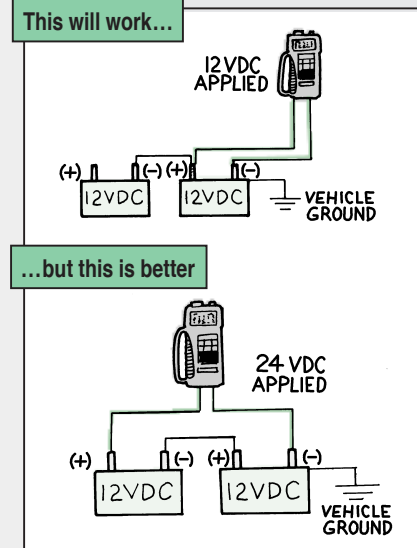 This will work...
12VDC
APPLIED
(+) (-) (+) (-)
12VDC 12VDC
VEHICLE
GROUND
...but this is better
24 VDC
APPLIED
(+) (-) (+) (-)
12VDC 12VDC
VEHICLE
GROUND